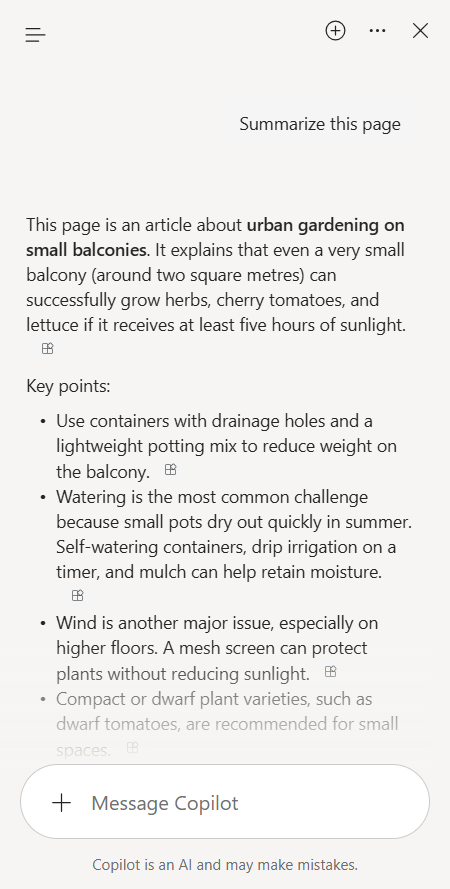 Summarize this page
This page is an article about urban gardening on
small balconies. It explains that even a very small
balcony (around two square metres) can
successfully grow herbs, cherry tomatoes, and
lettuce if it receives at least five hours of sunlight.
Key points:
• Use containers with drainage holes and a
lightweight potting mix to reduce weight on
the balcony.
• Watering is the most common challenge
because small pots dry out quickly in summer.
Self-watering containers, drip irrigation on a
timer, and mulch can help retain moisture.
• Wind is another major issue, especially on
higher floors. A mesh screen can protect
plants without reducing sunlight.
• Compact or dwarf plant varieties, such as
dwarf tomatoes, are recommended for small
spaces.
Message Copilot
Copilot is an AI and may make mistakes.